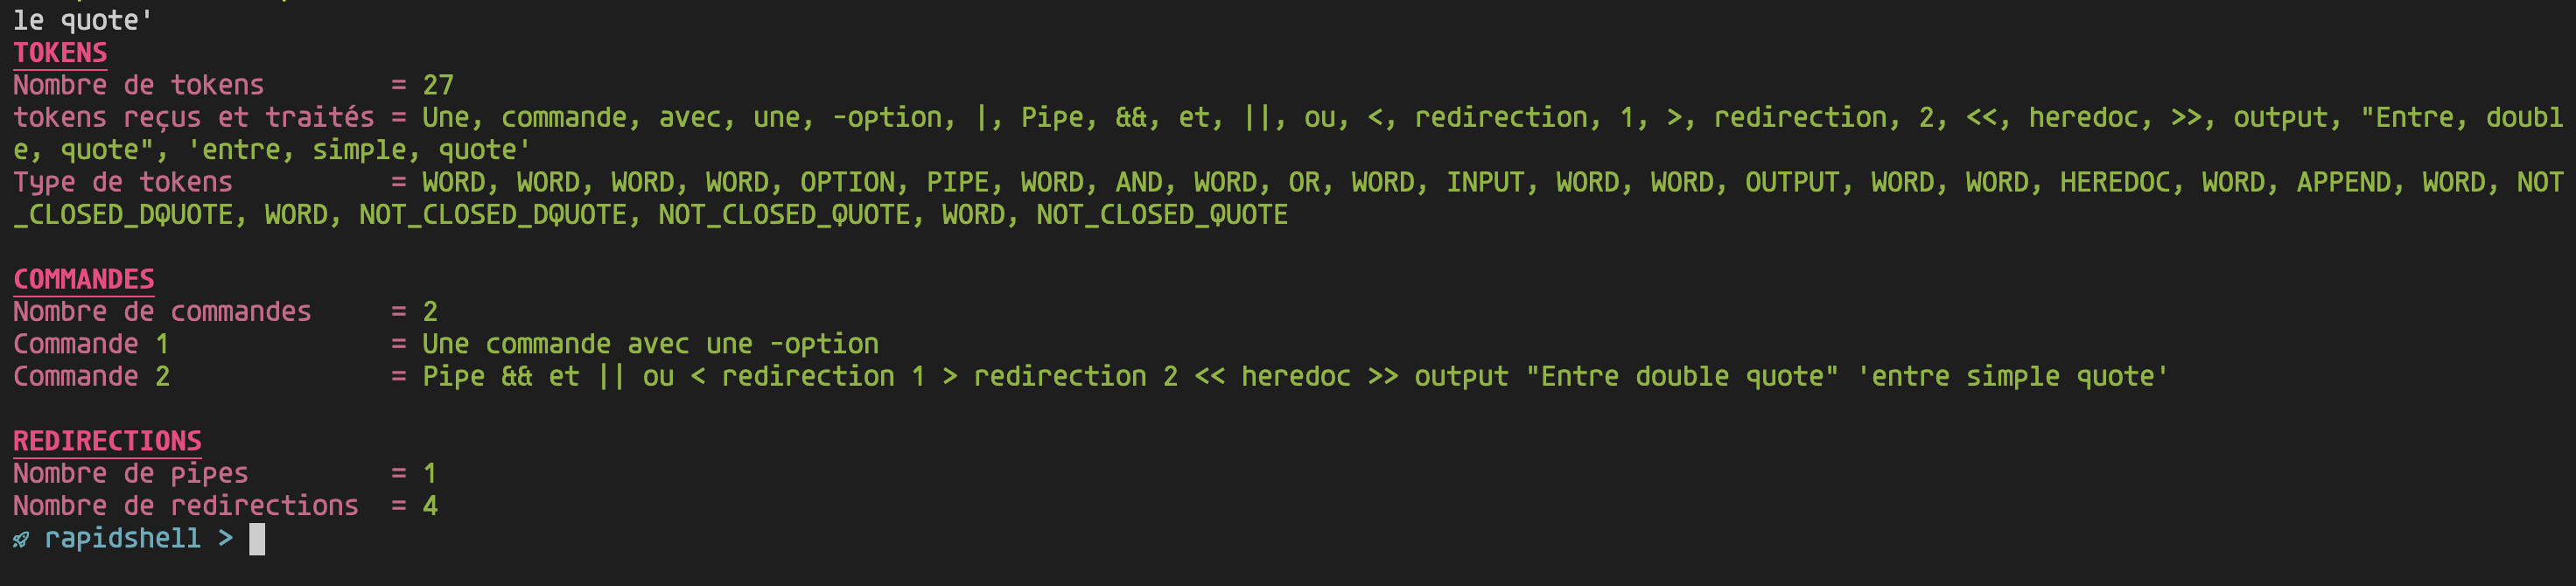 le quote'
TOKENS
Nombre de tokens        = 27
tokens reçus et traités = Une, commande, avec, une, -option, |, Pipe, &&, et, ||, ou, <, redirection, 1, >, redirection, 2, <<, heredoc, >>, output, "Entre, doubl
e, quote", 'entre, simple, quote'
Type de tokens          = WORD, WORD, WORD, WORD, OPTION, PIPE, WORD, AND, WORD, OR, WORD, INPUT, WORD, WORD, OUTPUT, WORD, WORD, HEREDOC, WORD, APPEND, WORD, NOT
_CLOSED_DQUOTE, WORD, NOT_CLOSED_DQUOTE, NOT_CLOSED_QUOTE, WORD, NOT_CLOSED_QUOTE
COMMANDES
Nombre de commandes     = 2
Commande 1              = Une commande avec une -option
Commande 2              = Pipe && et || ou < redirection 1 > redirection 2 << heredoc >> output "Entre double quote" 'entre simple quote'
REDIRECTIONS
Nombre de pipes         = 1
Nombre de redirections  = 4
rapidshell >